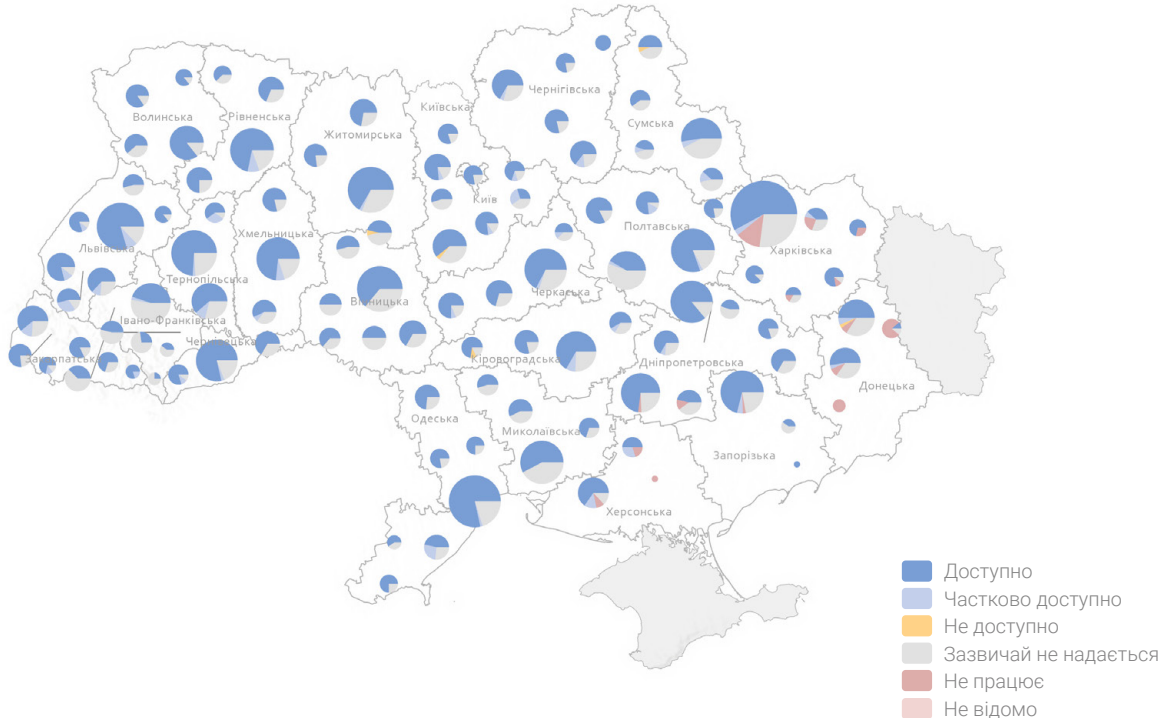 Волинська
Рівненська
Житомирська
Київська
Чернігівська
Сумська
Київ
Львівська
Тернопільська
Хмельницька
Полтавська
Харківська
Вінницька
Черкаська
Івано-Франківська
Закарпатська
Чернівецька
Кіровоградська
Дніпропетровська
Донецька
Одеська
Миколаївська
Запорізька
Херсонська
Доступно
Частково доступно
Не доступно
Зазвичай не надається
Не працює
Не відомо